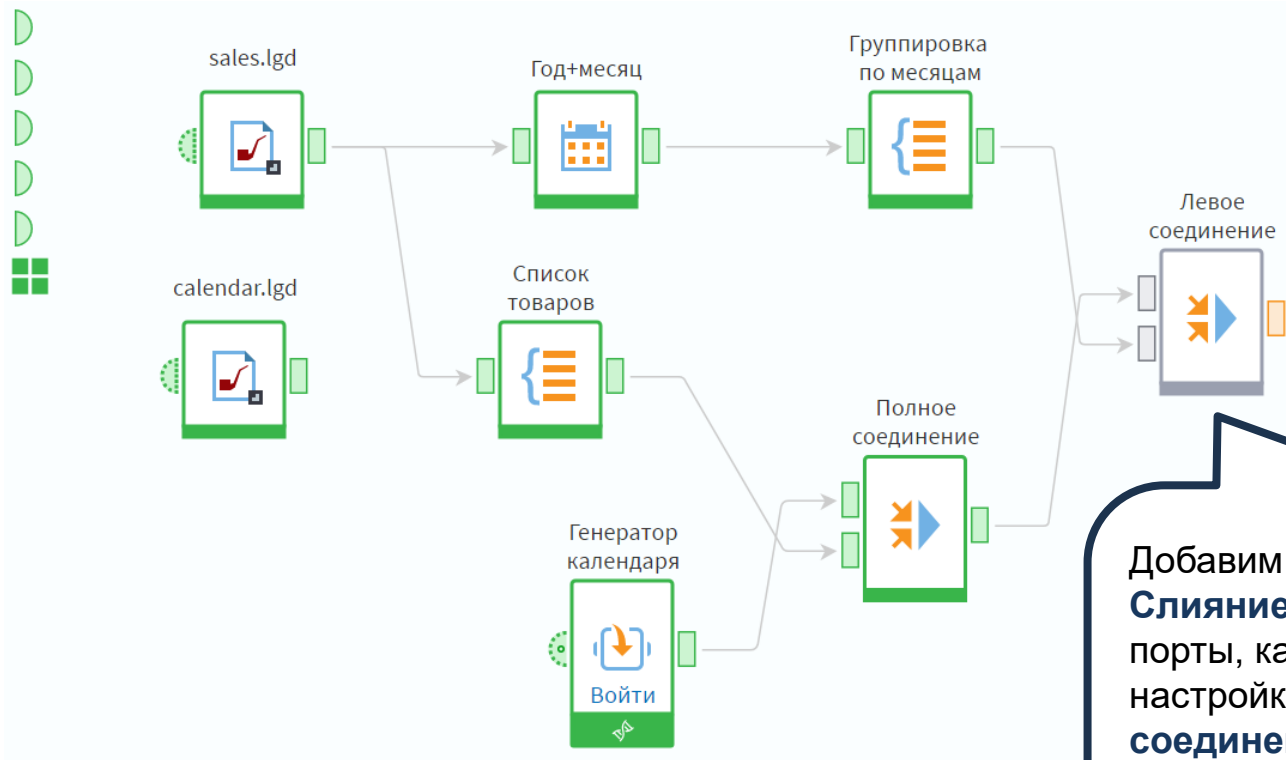 sales.lgd
Год+месяц
Группировка
по месяцам
Левое
соединение
calendar.lgd
Список
товаров
Полное
соединение
Генератор
календаря
Войти
Добавим
Слияние
порты, ка
настройк
соедине